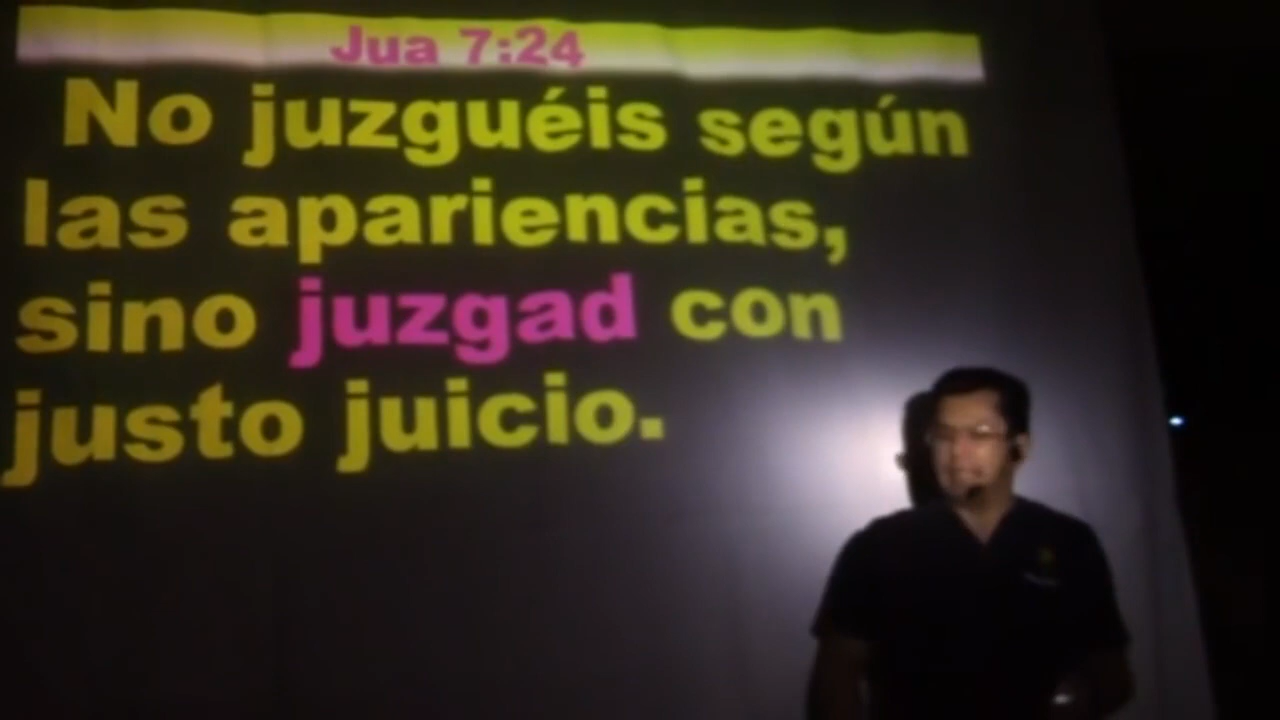 Jua 7:24
No juzguéis según
las apariencias,
sino juzgad con
justo juicio.